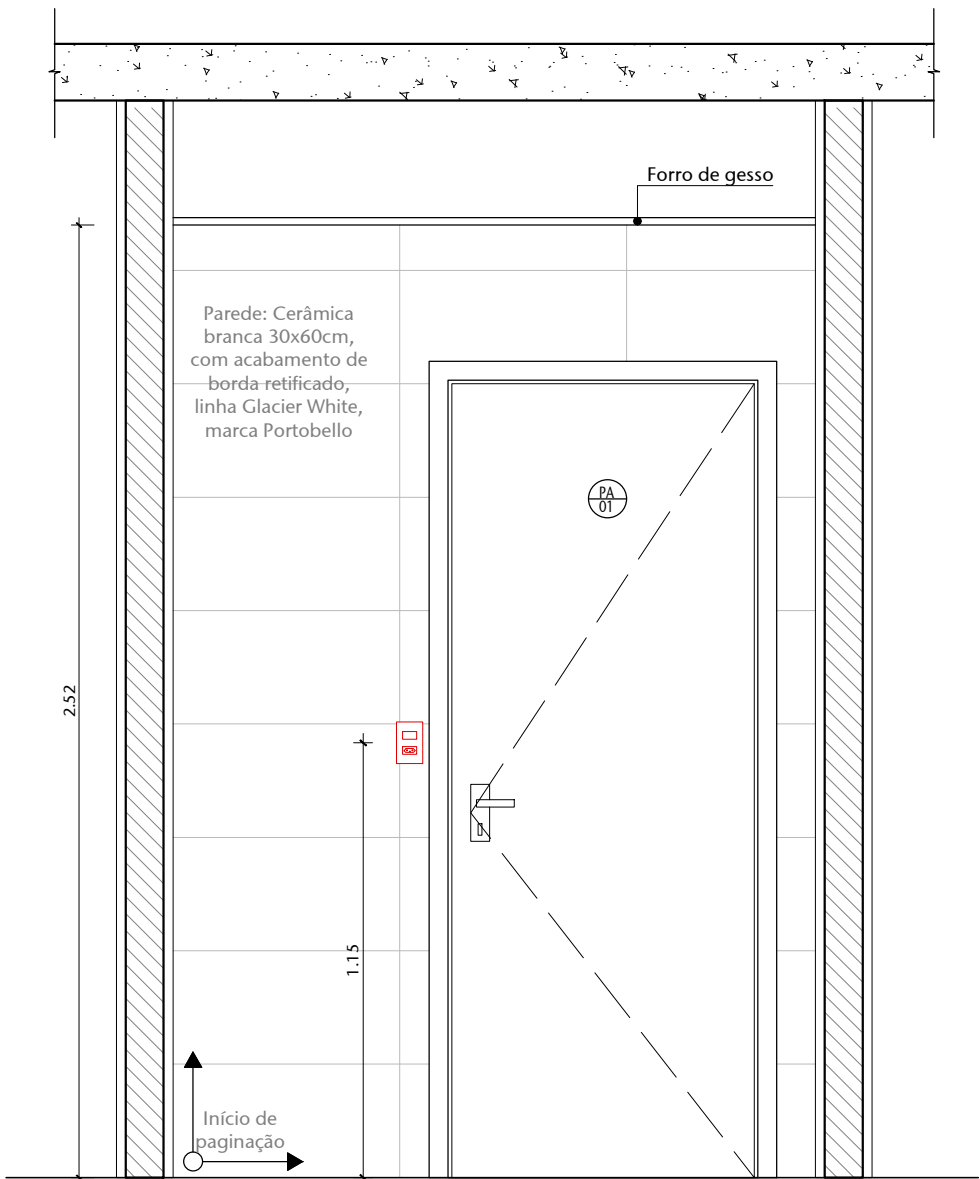 Forro de gesso
Parede: Cerâmica
branca 30x60cm,
com acabamento de
borda retificado,
linha Glacier White,
marca Portobello
PA
01
2.52
1.15
Início de
paginação